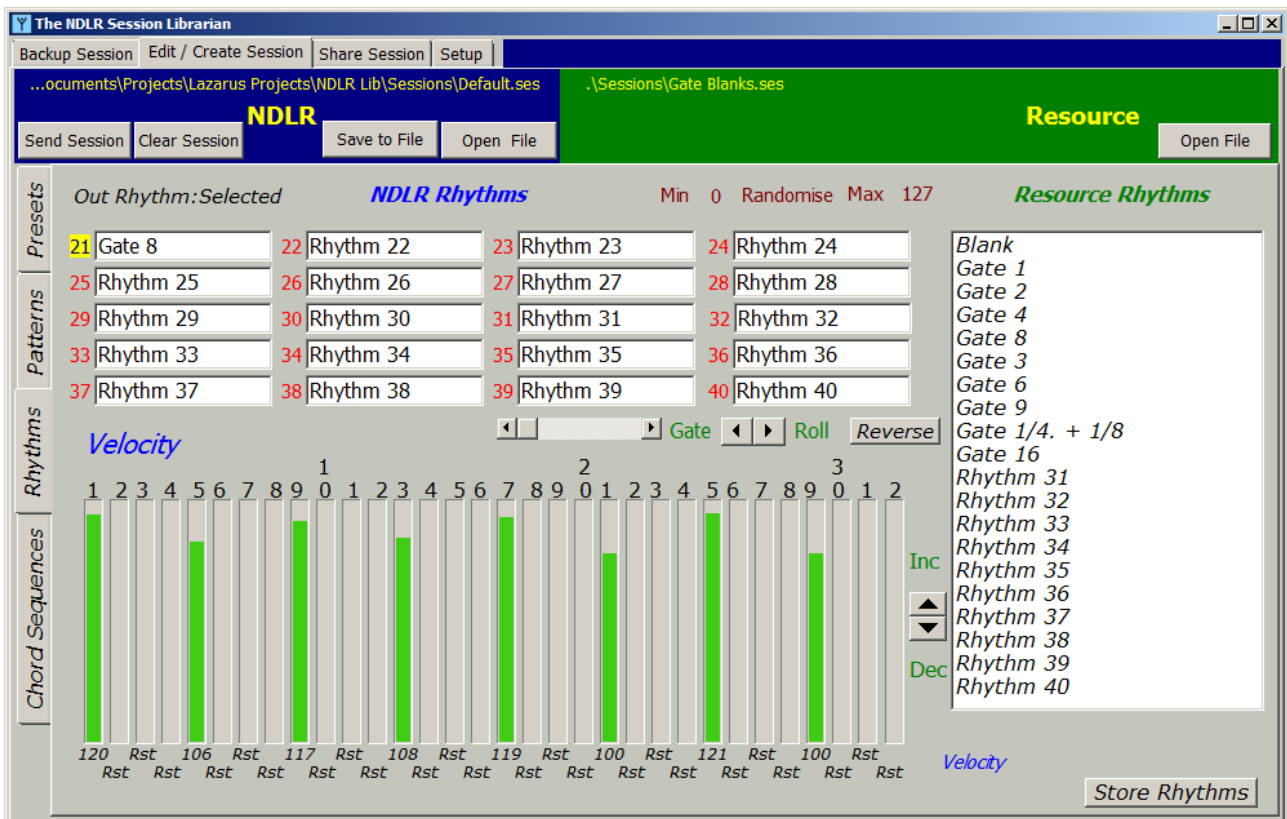 The NDLR Session Librarian
Backup Session Edit / Create Session Share Session Setup
...ocuments\Projects\Lazarus Projects\NDLR Lib\Sessions\Default.ses .\Sessions\Gate Blanks.ses
NDLR Resource
Send Session Clear Session Save to File Open File Open File
Presets
Patterns
Rhythms
Chord Sequences
Out Rhythm:Selected NDLR Rhythms Min 0 Randomise Max 127 Resource Rhythms
21 Gate 8 22 Rhythm 22 23 Rhythm 23 24 Rhythm 24
25 Rhythm 25 26 Rhythm 26 27 Rhythm 27 28 Rhythm 28
29 Rhythm 29 30 Rhythm 30 31 Rhythm 31 32 Rhythm 32
33 Rhythm 33 34 Rhythm 34 35 Rhythm 35 36 Rhythm 36
37 Rhythm 37 38 Rhythm 38 39 Rhythm 39 40 Rhythm 40
Velocity Gate Roll Reverse
1 2 3
1 2 3 4 5 6 7 8 9 0 1 2 3 4 5 6 7 8 9 0 1 2 3 4 5 6 7 8 9 0 1 2
Inc
Dec
120 Rst 106 Rst 117 Rst 108 Rst 119 Rst 100 Rst 121 Rst 100 Rst
Rst Rst Rst Rst Rst Rst Rst Rst Rst Rst Rst Rst Rst Rst Rst Rst
Blank
Gate 1
Gate 2
Gate 4
Gate 8
Gate 3
Gate 6
Gate 9
Gate 1/4. + 1/8
Gate 16
Rhythm 31
Rhythm 32
Rhythm 33
Rhythm 34
Rhythm 35
Rhythm 36
Rhythm 37
Rhythm 38
Rhythm 39
Rhythm 40
Velocity
Store Rhythms